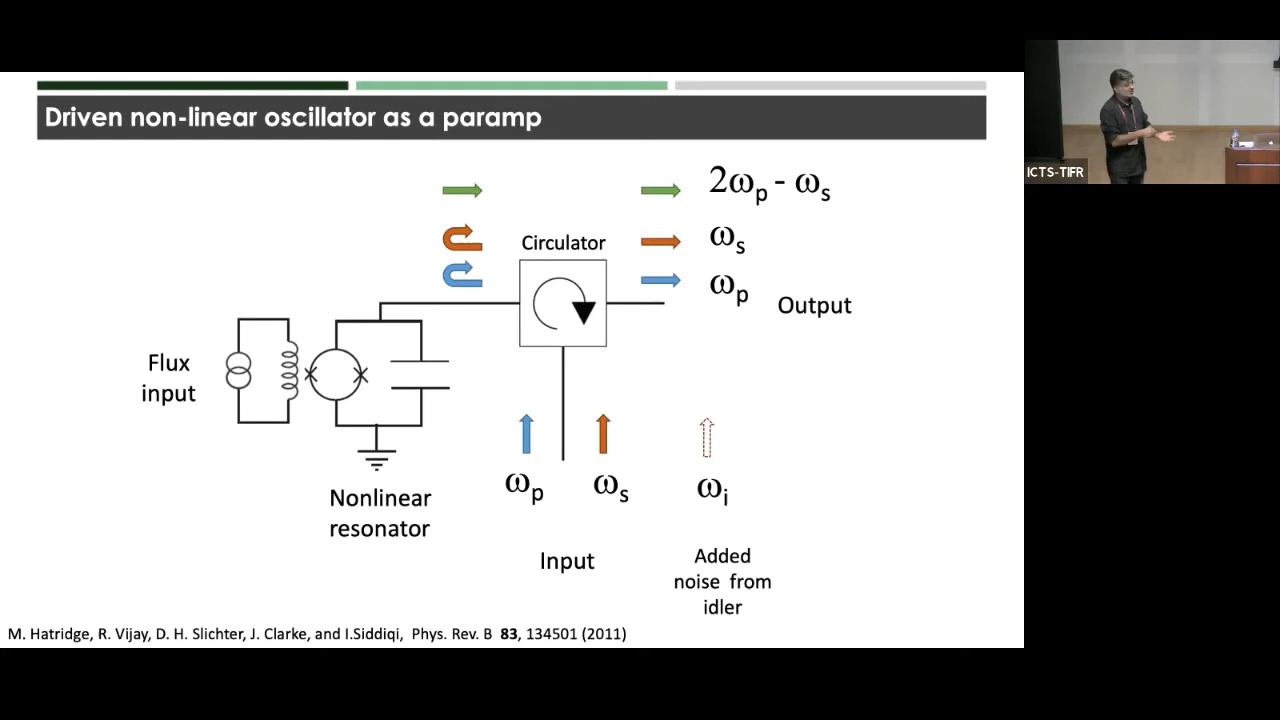 Driven non-linear oscillator as a paramp
ICTS-TIFR
2ωp - ωs
ωs
Circulator
ωp
Output
Flux
input
ωp
ωs
ωi
Nonlinear
resonator
Input
Added
noise from
idler
M. Hatridge, R. Vijay, D. H. Slichter, J. Clarke, and I.Siddiqi, Phys. Rev. B 83, 134501 (2011)